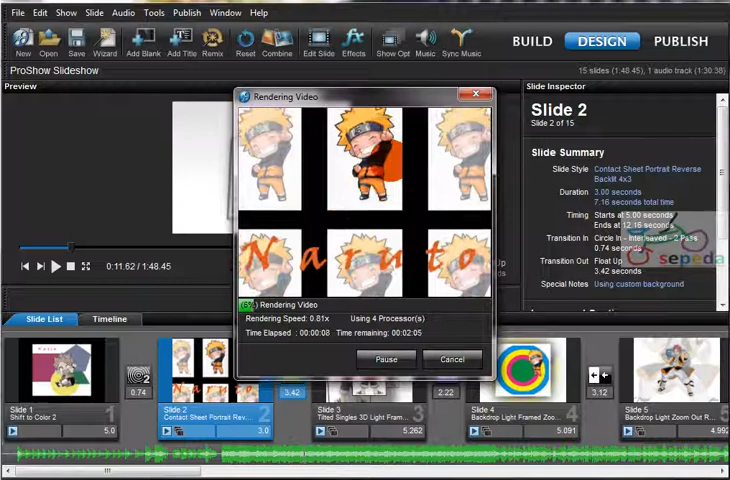 File Edit Show Slide Audio Tools Publish Window Help
New Open Save Wizard Add Blank Add Title Remix Reset Combine Edit Slide Effects Show Opt Music Sync Music
BUILD DESIGN PUBLISH
ProShow Slideshow
15 slides (1:48.45), 1 audio track (1:30.38)
Preview
Slide Inspector
Rendering Video
Slide 2
Slide 2 of 15
Slide Summary
Slide Style Contact Sheet Portrait Reverse
Backlit 4x3
Duration 3.00 seconds
7.16 seconds total time
Timing Starts at 5.00 seconds
Ends at 12.16 seconds
Transition In Circle In - Interlaced - 2 Pass
0.74 seconds
Transition Out Float Up
3.42 seconds
Special Notes Using custom background
sepeda
Naruto
0:11.62 / 1:48.45
(6%) Rendering Video
Rendering Speed: 0.81x Using 4 Processor(s)
Time Elapsed : 00:00:08 Time remaining: 00:02:05
Pause Cancel
Slide List Timeline
0.74 3.42 2.22 3.12
Slide 1
Shift to Color 2
1
5.0
Slide 2
Contact Sheet Portrait Rev...
2
3.0
Slide 3
Tilted Singles 3D Light Fram...
3
5.262
Slide 4
Backdrop Light Framed Zoo...
4
5.091
Slide 5
Backdrop Light Zoom Out R...
5
4.992